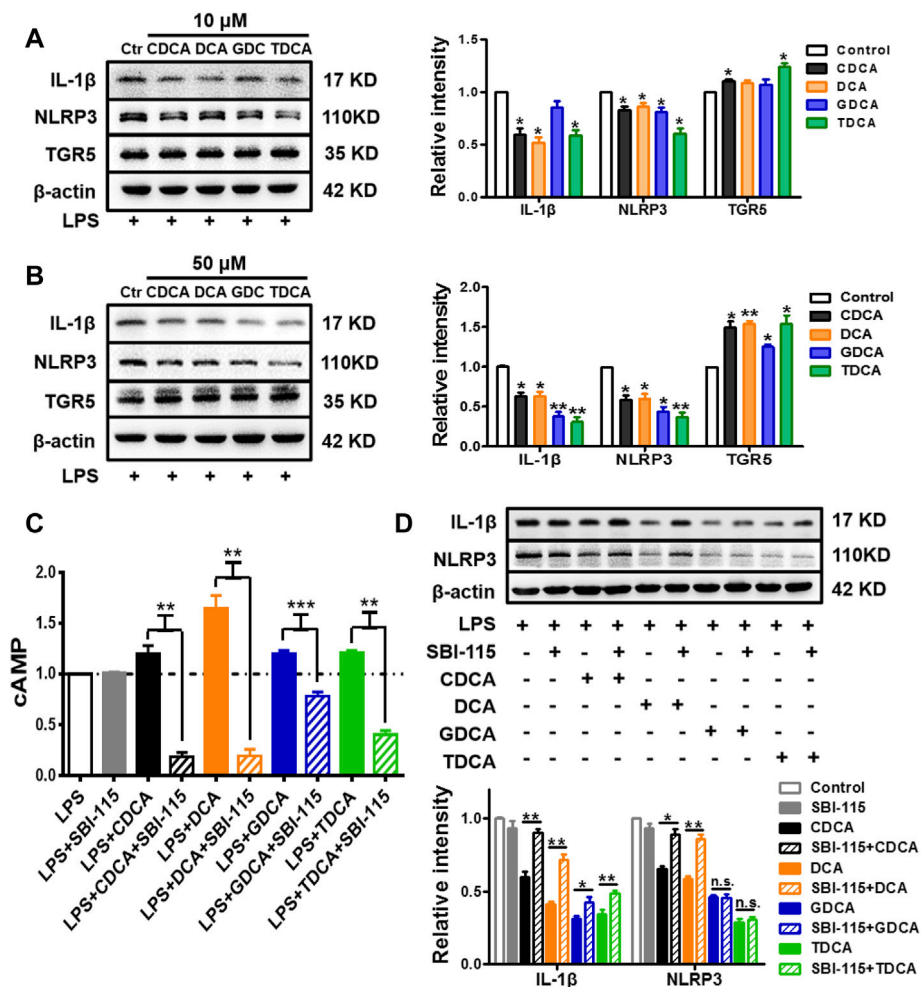 A
10 µM
Ctr CDCA DCA GDC TDCA
IL-1β 17 KD
NLRP3 110KD
TGR5 35 KD
β-actin 42 KD
LPS + + + + +
Relative intensity
1.5
1.0
0.5
0.0
* * *
* * * *
* *
IL-1β NLRP3 TGR5
Control
CDCA
DCA
GDCA
TDCA
B
50 µM
Ctr CDCA DCA GDC TDCA
IL-1β 17 KD
NLRP3 110KD
TGR5 35 KD
β-actin 42 KD
LPS + + + + +
Relative intensity
2.0
1.5
1.0
0.5
0.0
* * ** **
* * * **
* ** * *
IL-1β NLRP3 TGR5
Control
CDCA
DCA
GDCA
TDCA
C
cAMP
2.0
1.5
1.0
0.5
0.0
** ** *** **
LPS
LPS+SBI-115
LPS+CDCA
LPS+CDCA+SBI-115
LPS+DCA
LPS+DCA+SBI-115
LPS+GDCA
LPS+GDCA+SBI-115
LPS+TDCA
LPS+TDCA+SBI-115
D
IL-1β 17 KD
NLRP3 110KD
β-actin 42 KD
LPS + + + + + + + + + +
SBI-115 - + - + - + - + - +
CDCA - - + + - - - - - -
DCA - - - - + + - - - -
GDCA - - - - - - + + - -
TDCA - - - - - - - - + +
Relative intensity
1.5
1.0
0.5
0.0
** ** * **
* ** n.s. n.s.
IL-1β NLRP3
Control
SBI-115
CDCA
SBI-115+CDCA
DCA
SBI-115+DCA
GDCA
SBI-115+GDCA
TDCA
SBI-115+TDCA